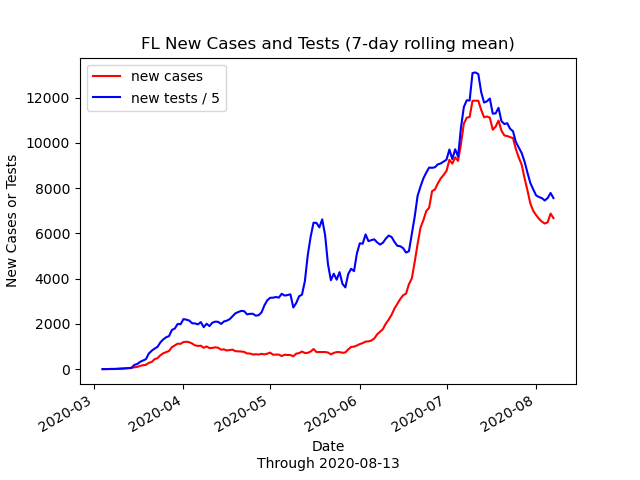 FL New Cases and Tests (7-day rolling mean)
new cases
new tests / 5
New Cases or Tests
12000
10000
8000
6000
4000
2000
0
2020-03
2020-04
2020-05
2020-06
2020-07
2020-08
Date
Through 2020-08-13